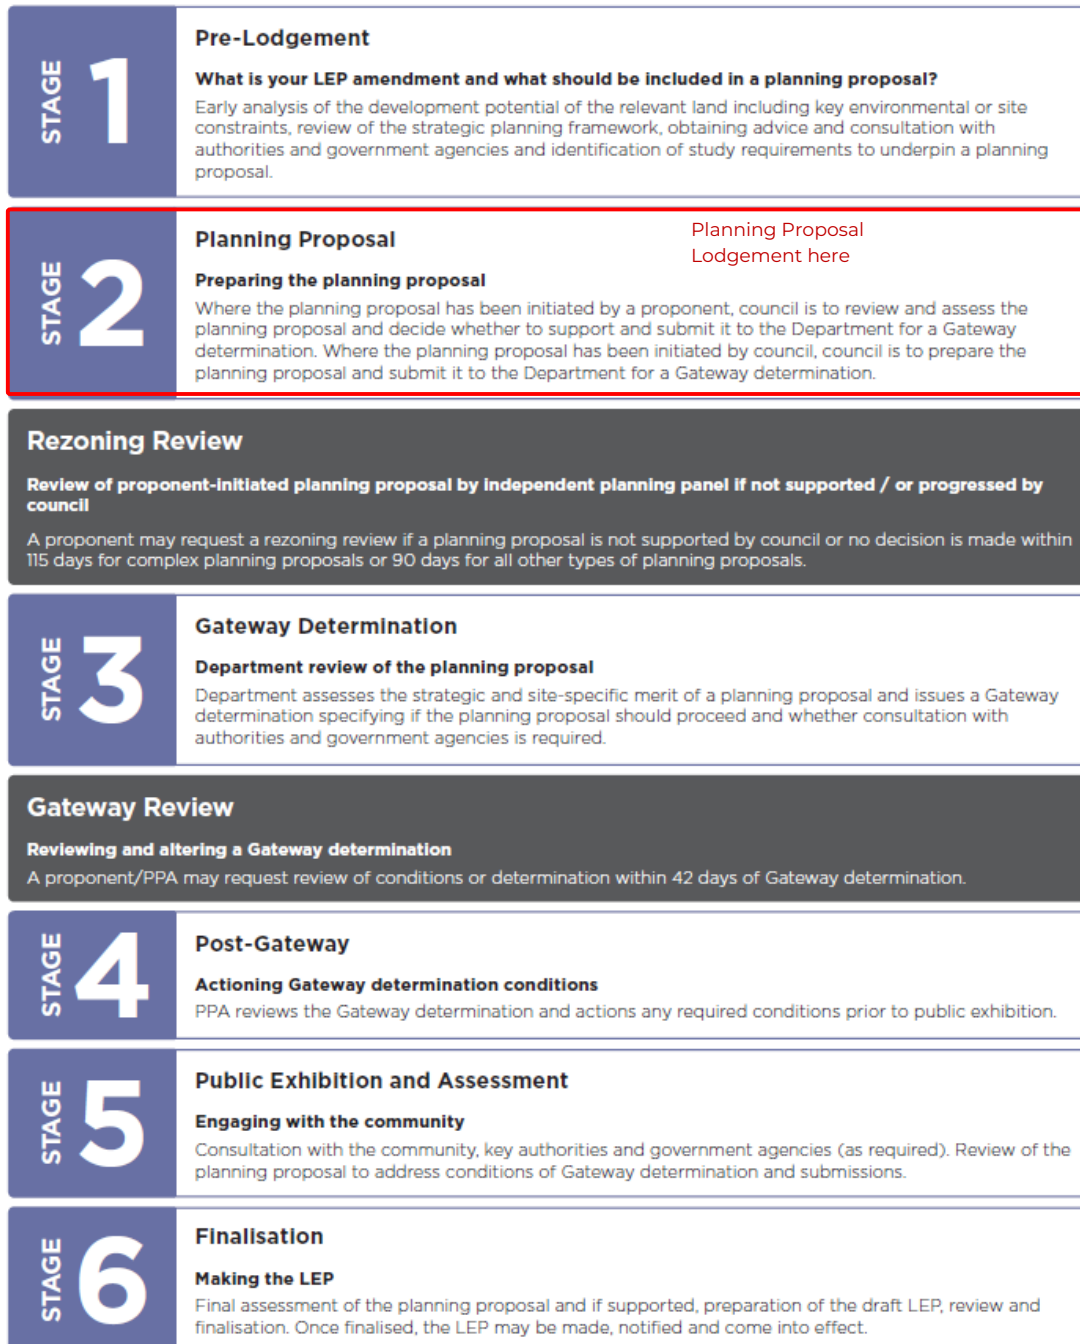 STAGE 1
Pre-Lodgement
What is your LEP amendment and what should be included in a planning proposal?
Early analysis of the development potential of the relevant land including key environmental or site
constraints, review of the strategic planning framework, obtaining advice and consultation with
authorities and government agencies and identification of study requirements to underpin a planning
proposal.
STAGE 2
Planning Proposal
Planning Proposal
Lodgement here
Preparing the planning proposal
Where the planning proposal has been initiated by a proponent, council is to review and assess the
planning proposal and decide whether to support and submit it to the Department for a Gateway
determination. Where the planning proposal has been initiated by council, council is to prepare the
planning proposal and submit it to the Department for a Gateway determination.
Rezoning Review
Review of proponent-initiated planning proposal by independent planning panel if not supported / or progressed by
council
A proponent may request a rezoning review if a planning proposal is not supported by council or no decision is made within
115 days for complex planning proposals or 90 days for all other types of planning proposals.
STAGE 3
Gateway Determination
Department review of the planning proposal
Department assesses the strategic and site-specific merit of a planning proposal and issues a Gateway
determination specifying if the planning proposal should proceed and whether consultation with
authorities and government agencies is required.
Gateway Review
Reviewing and altering a Gateway determination
A proponent/PPA may request review of conditions or determination within 42 days of Gateway determination.
STAGE 4
Post-Gateway
Actioning Gateway determination conditions
PPA reviews the Gateway determination and actions any required conditions prior to public exhibition.
STAGE 5
Public Exhibition and Assessment
Engaging with the community
Consultation with the community, key authorities and government agencies (as required). Review of the
planning proposal to address conditions of Gateway determination and submissions.
STAGE 6
Finalisation
Making the LEP
Final assessment of the planning proposal and if supported, preparation of the draft LEP, review and
finalisation. Once finalised, the LEP may be made, notified and come into effect.